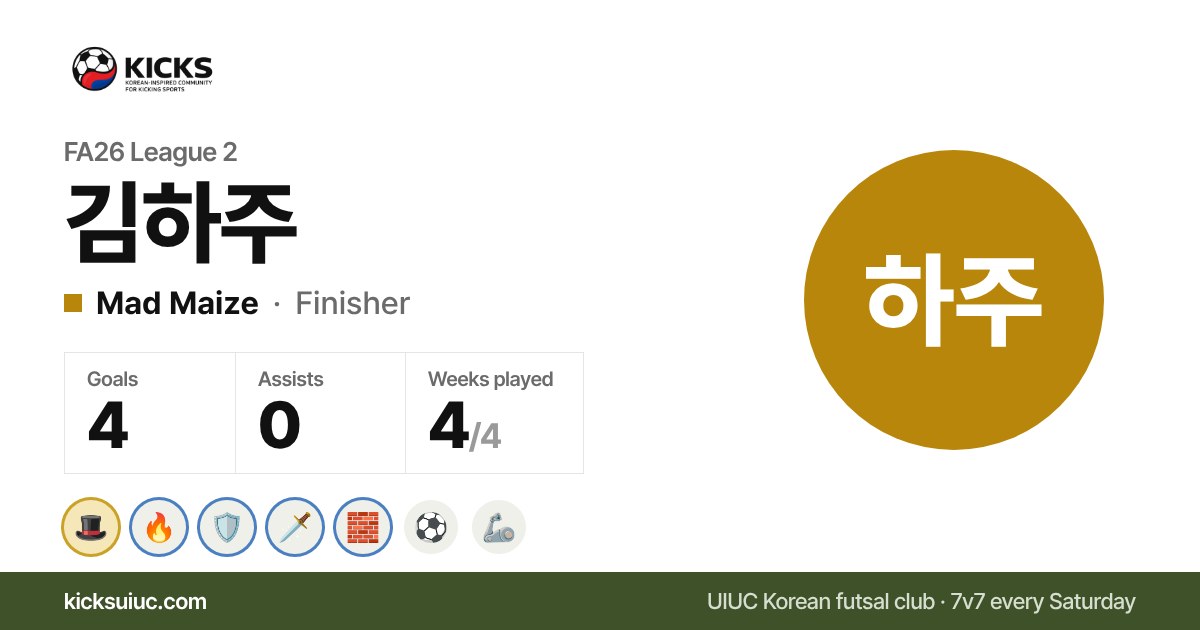 KICKS
KOREAN-INSPIRED COMMUNITY
FOR KICKING SPORTS
FA26 League 2
김하주
Mad Maize · Finisher
Goals Assists Weeks played
4 0 4/4
하주
kicksuiuc.com
UIUC Korean futsal club · 7v7 every Saturday